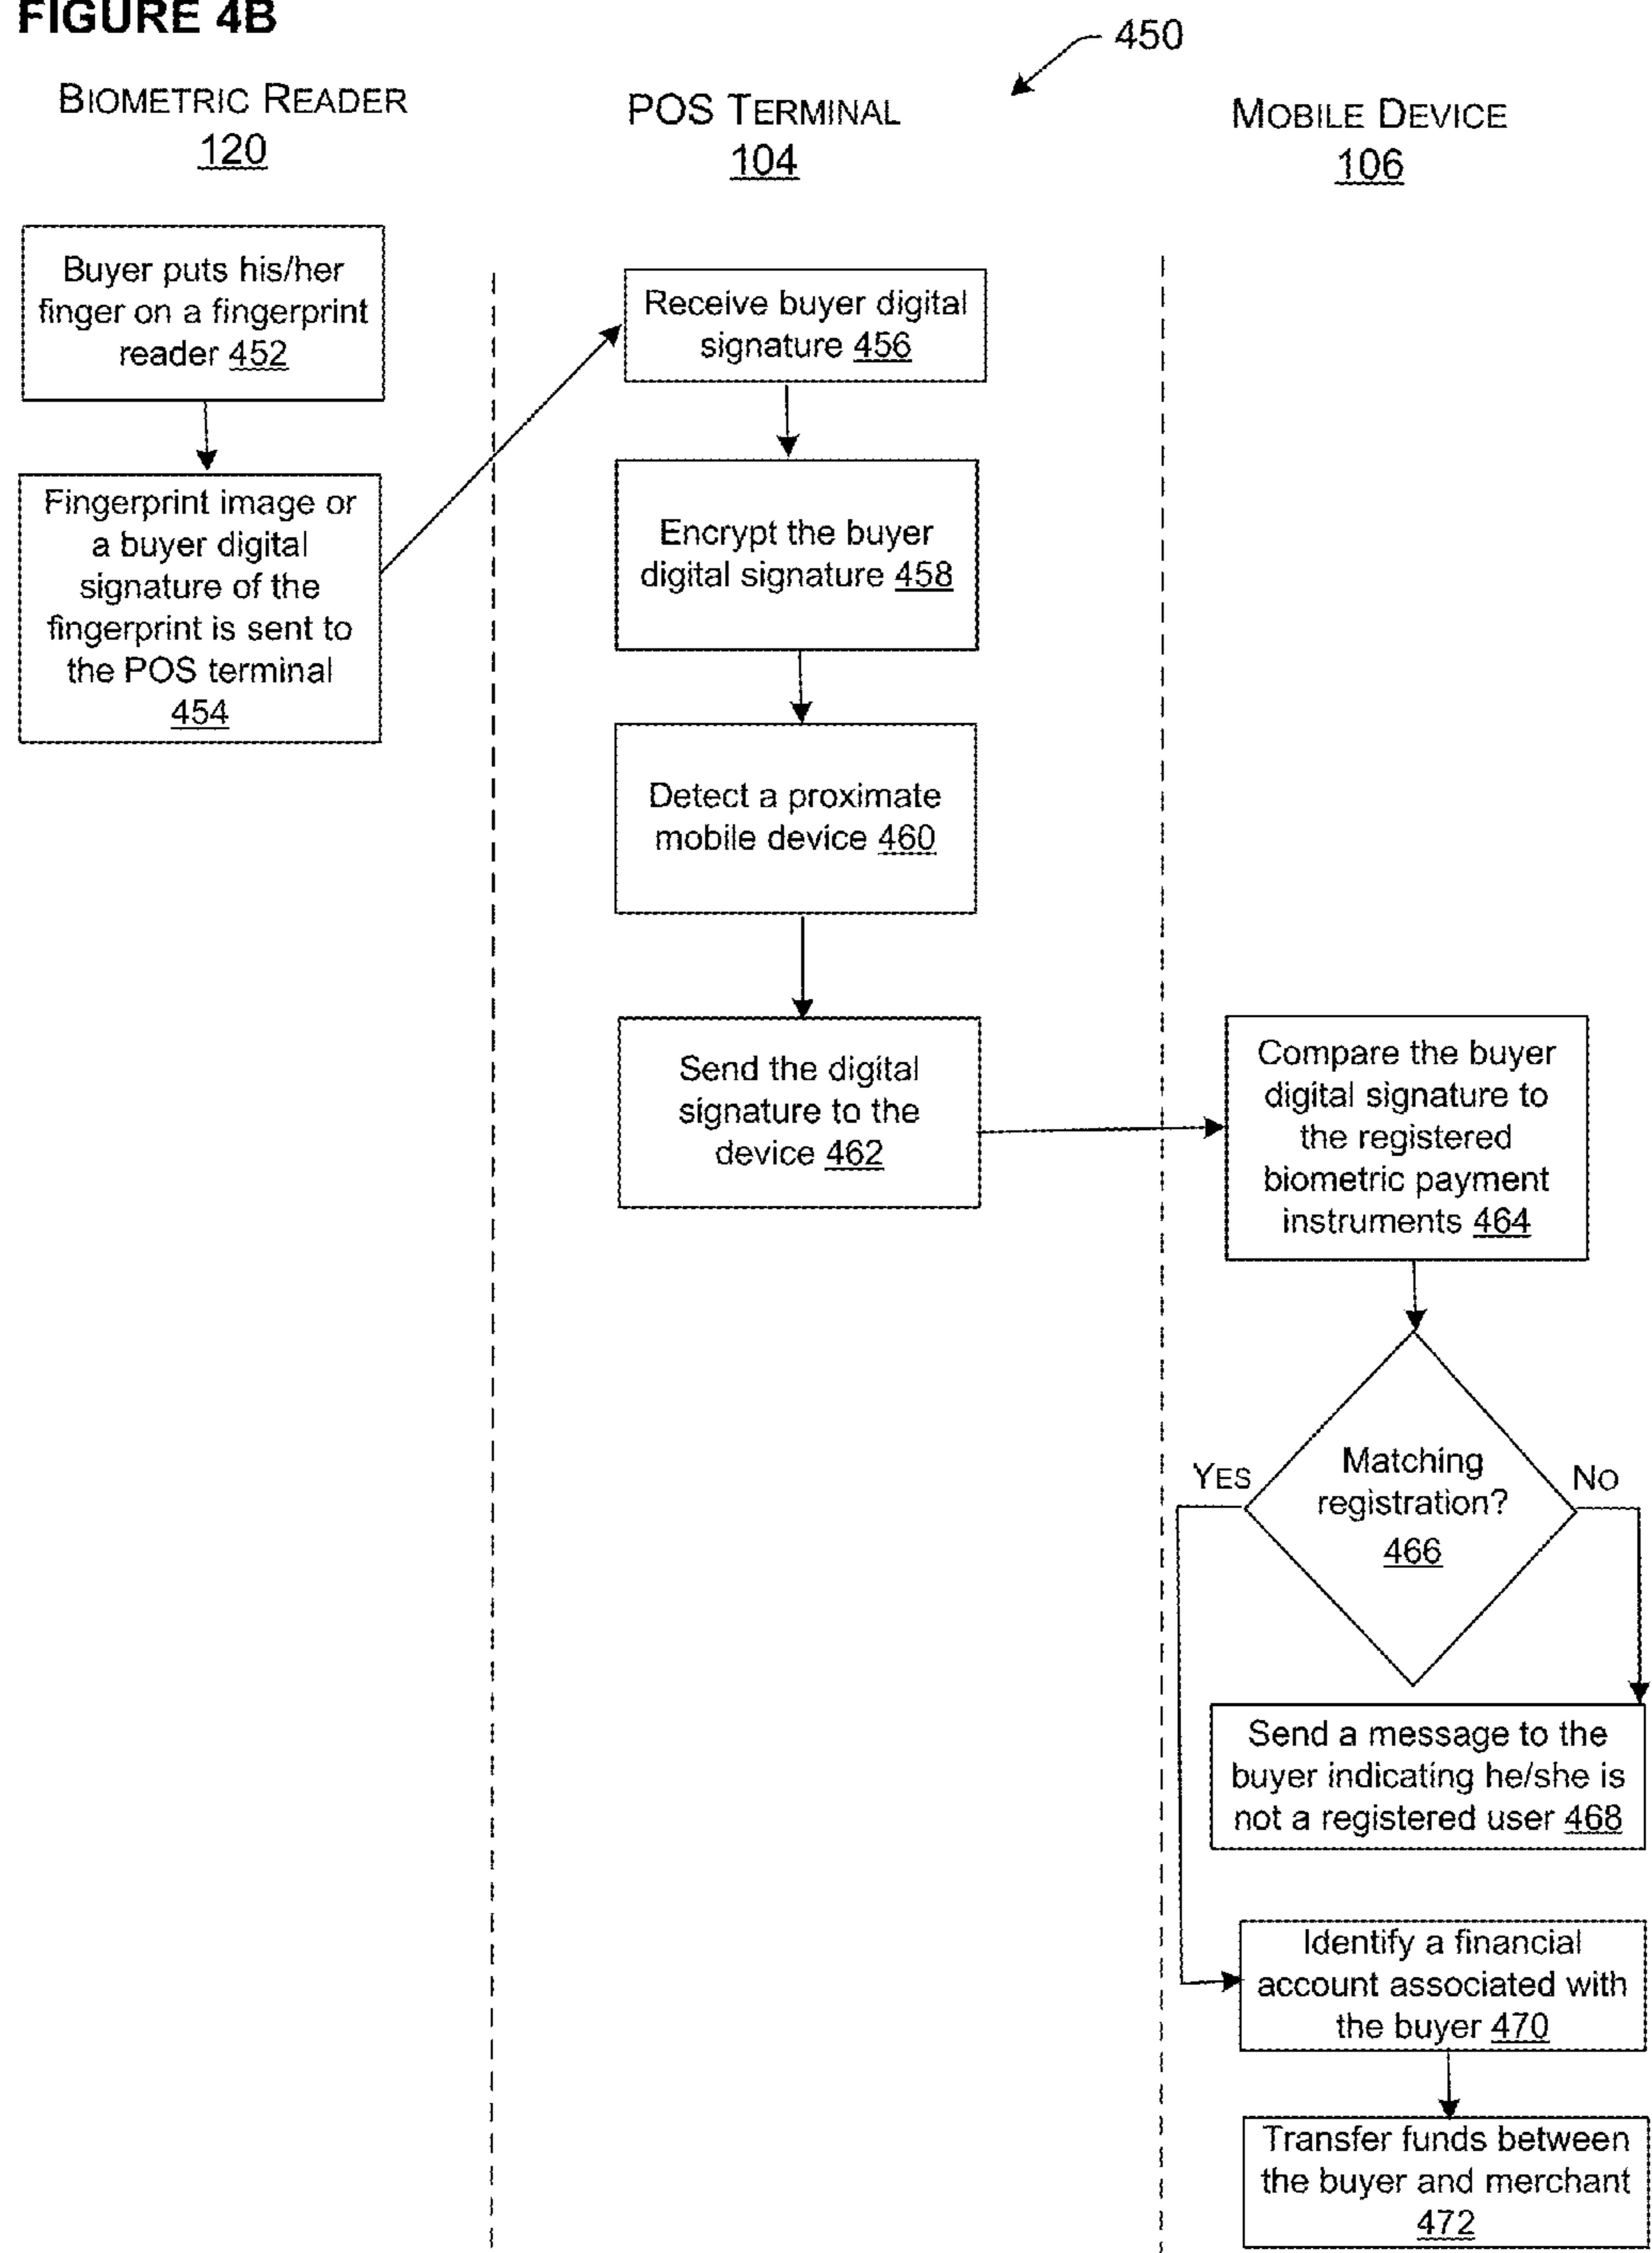 FIGURE 4B
450
BIOMETRIC READER
120
POS TERMINAL
104
MOBILE DEVICE
106
Buyer puts his/her
finger on a fingerprint
reader 452
Fingerprint image or
a buyer digital
signature of the
fingerprint is sent to
the POS terminal
454
Receive buyer digital
signature 456
Encrypt the buyer
digital signature 458
Detect a proximate
mobile device 460
Send the digital
signature to the
device 462
Compare the buyer
digital signature to
the registered
biometric payment
instruments 464
Matching
registration?
466
YES
NO
Send a message to the
buyer indicating he/she is
not a registered user 468
Identify a financial
account associated with
the buyer 470
Transfer funds between
the buyer and merchant
472